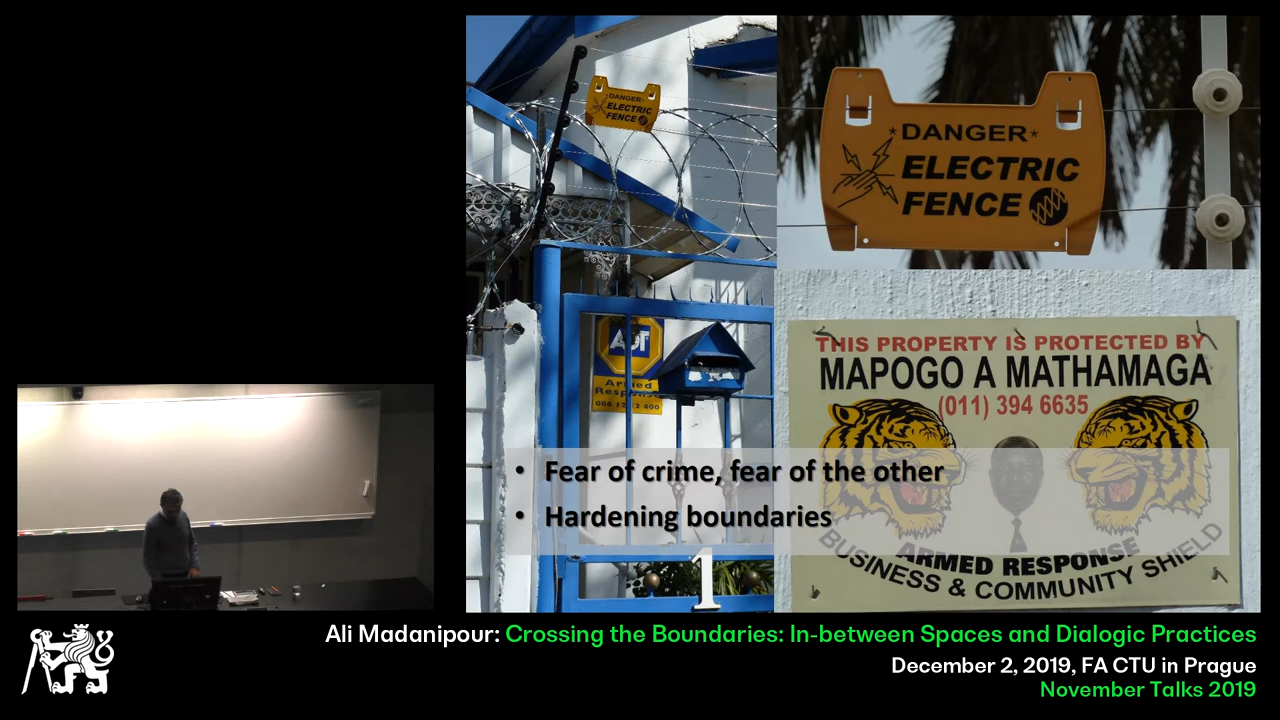 *DANGER*
ELECTRIC
FENCE
*DANGER*
ELECTRIC
FENCE
ADT
Armed
Response
THIS PROPERTY IS PROTECTED BY
MAPOGO A MATHAMAGA
(011) 394 6635
• Fear of crime, fear of the other
• Hardening boundaries
ARMED RESPONSE
BUSINESS & COMMUNITY SHIELD
1
Ali Madanipour: Crossing the Boundaries: In-between Spaces and Dialogic Practices
December 2, 2019, FA CTU in Prague
November Talks 2019